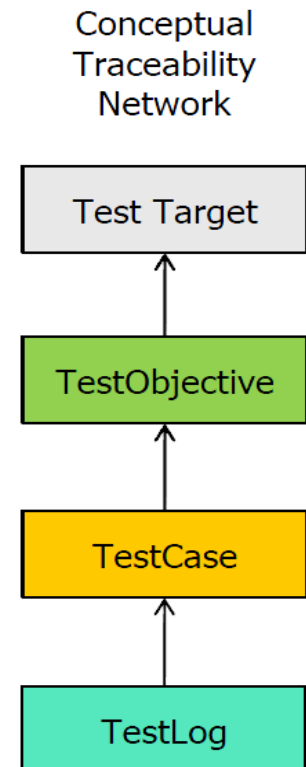 Conceptual
Traceability
Network
Test Target
TestObjective
TestCase
TestLog